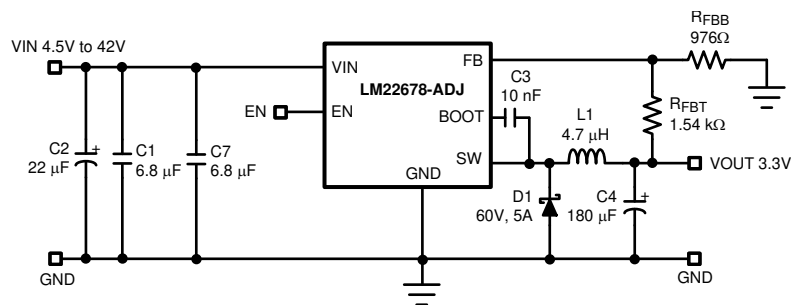 VIN 4.5V to 42V
C2
22 μF
+
C1
6.8 μF
C7
6.8 μF
EN
VIN
EN
LM22678-ADJ
FB
BOOT
SW
GND
C3
10 nF
L1
4.7 μH
RFBB
976Ω
RFBT
1.54 kΩ
VOUT 3.3V
D1
60V, 5A
C4
180 μF
+
GND
GND